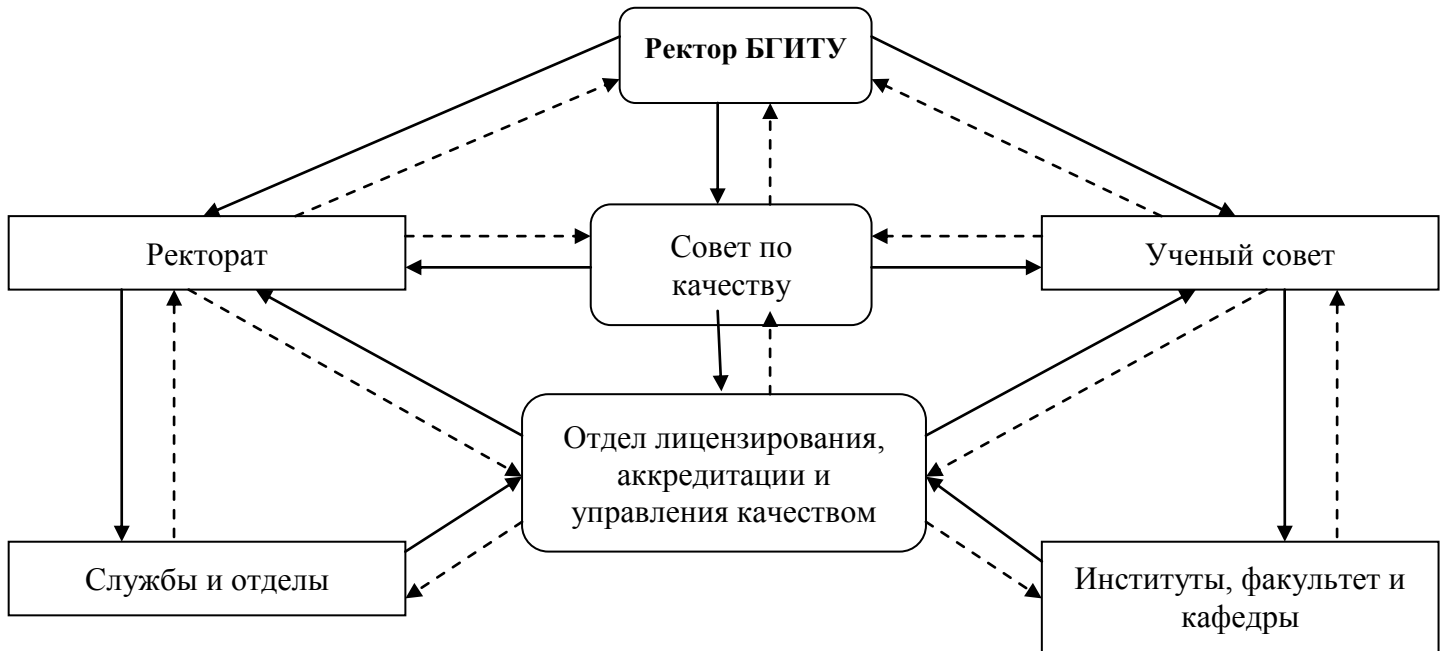 Ректор БГИТУ
Ректорат
Совет по
качеству
Ученый совет
Отдел лицензирования,
аккредитации и
управления качеством
Службы и отделы
Институты, факультет и
кафедры